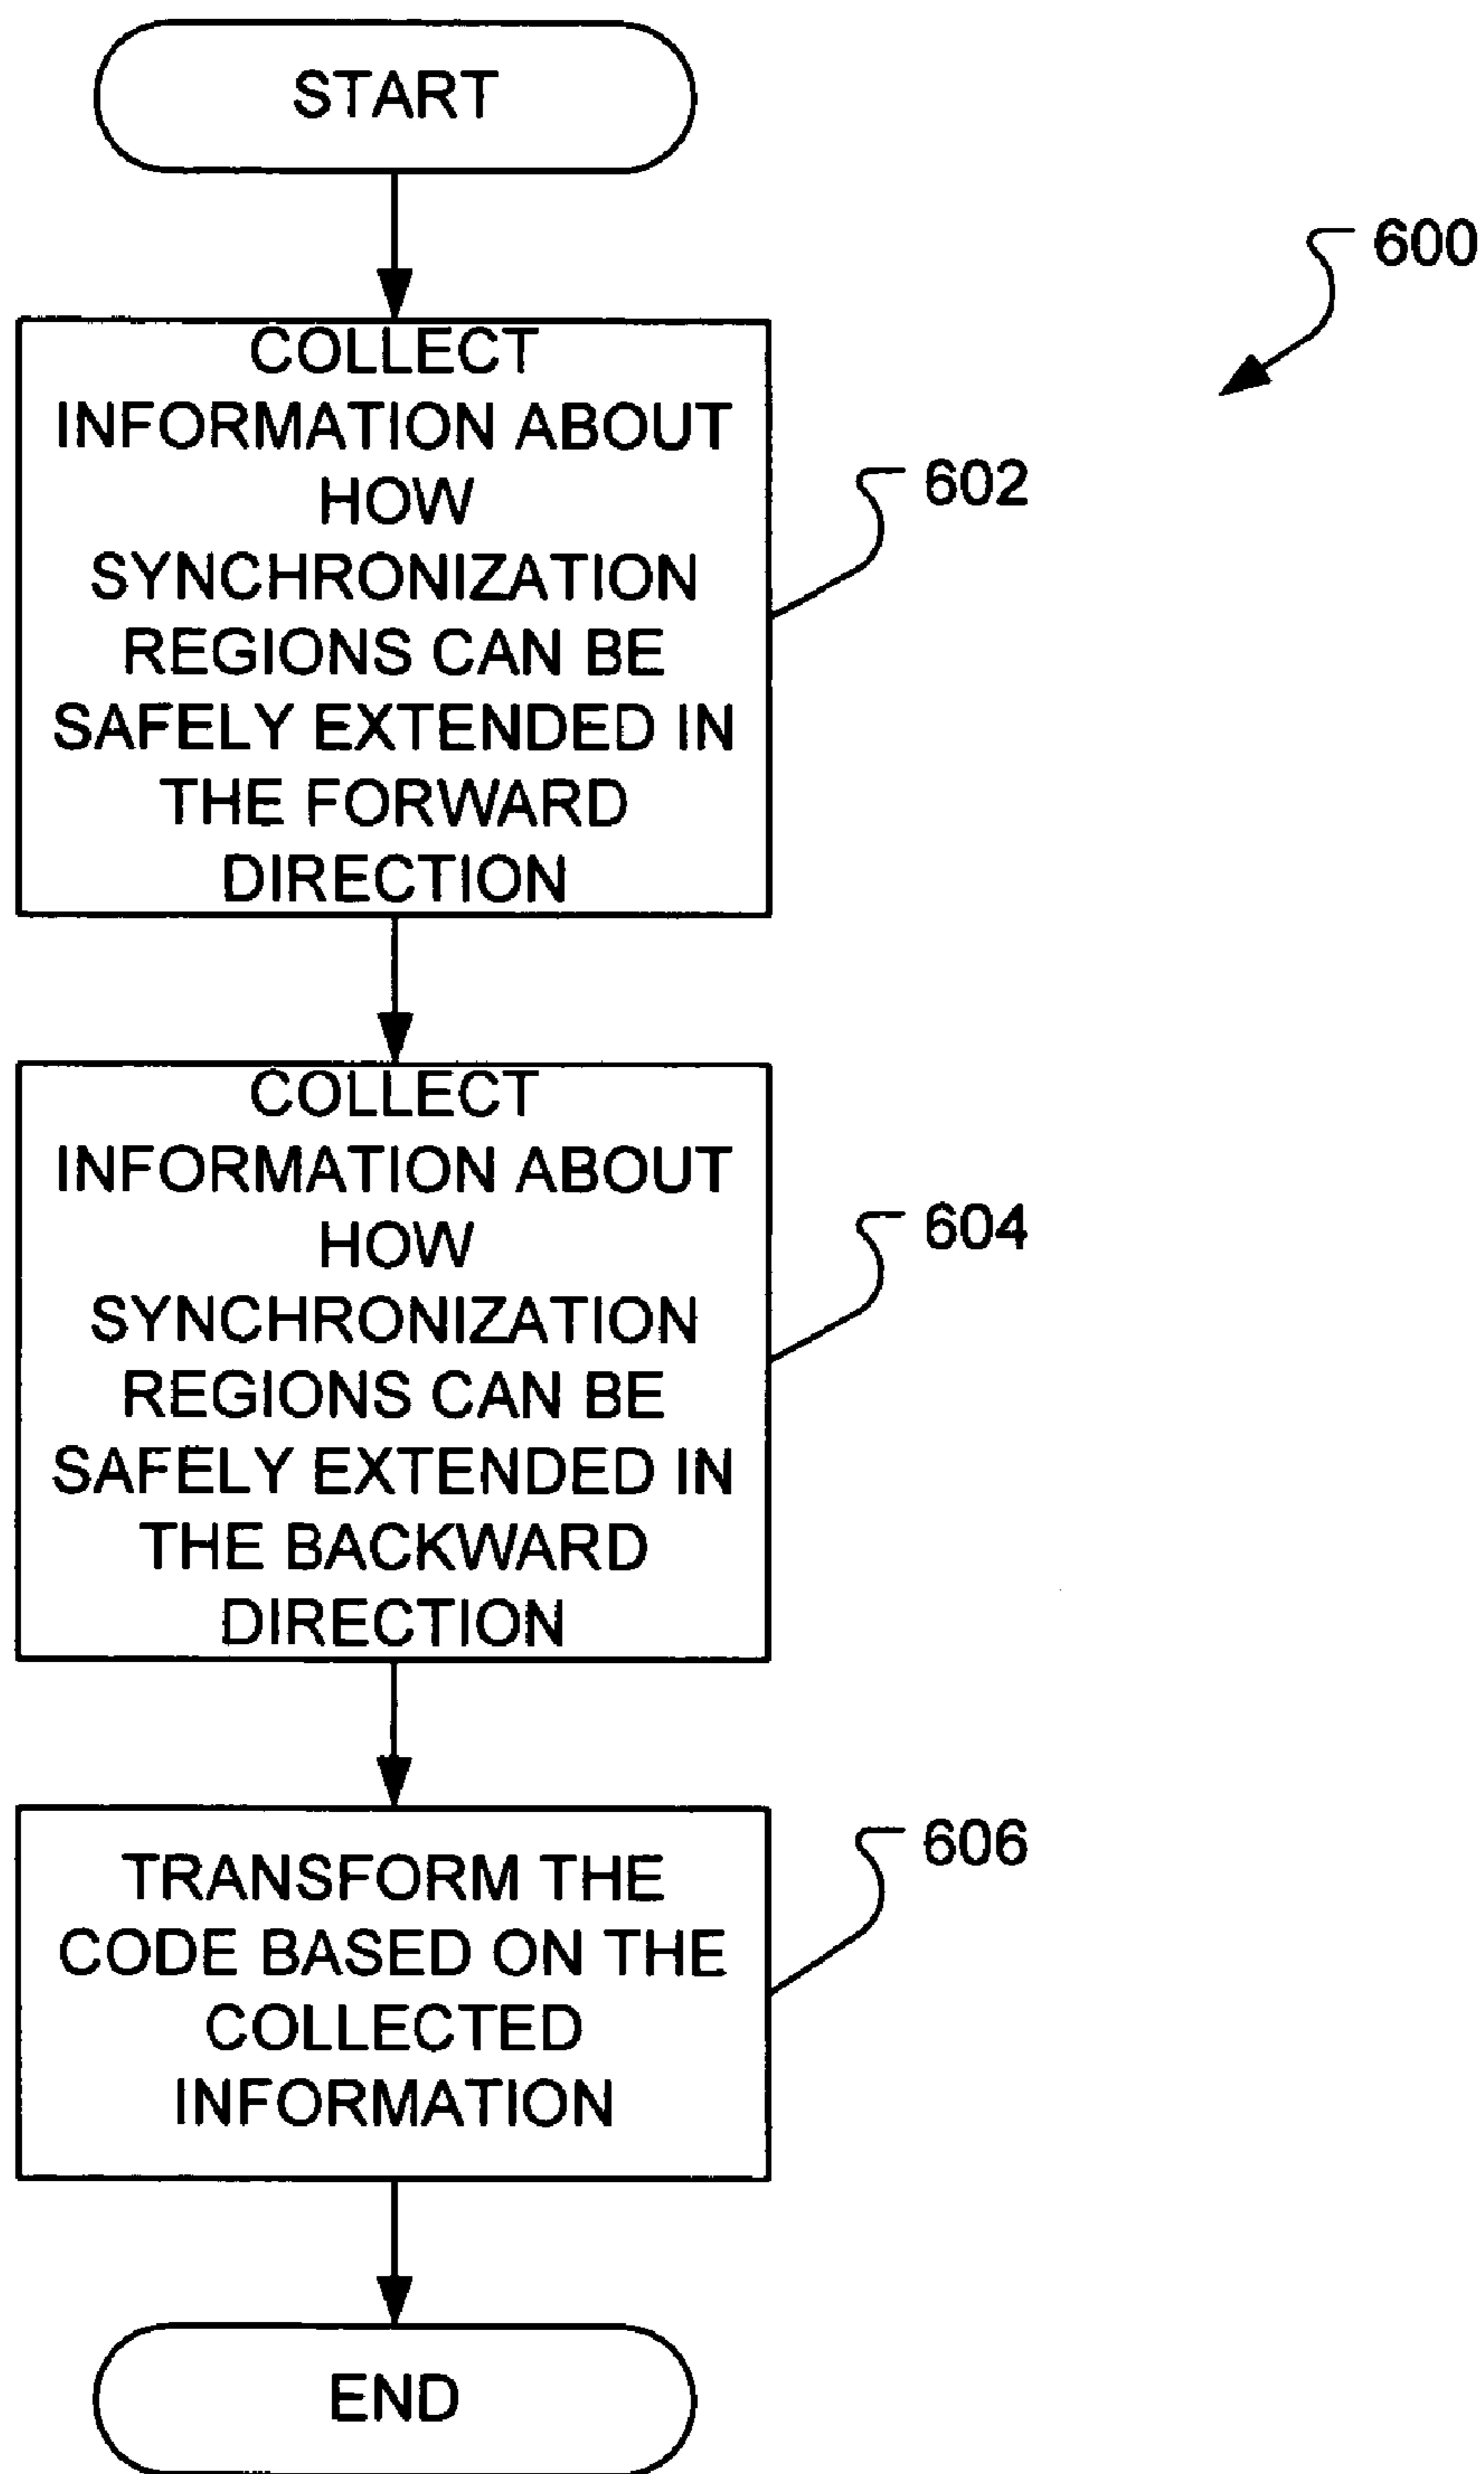 START
600
COLLECT
INFORMATION ABOUT
HOW
SYNCHRONIZATION
REGIONS CAN BE
SAFELY EXTENDED IN
THE FORWARD
DIRECTION
602
COLLECT
INFORMATION ABOUT
HOW
SYNCHRONIZATION
REGIONS CAN BE
SAFELY EXTENDED IN
THE BACKWARD
DIRECTION
604
TRANSFORM THE
CODE BASED ON THE
COLLECTED
INFORMATION
606
END